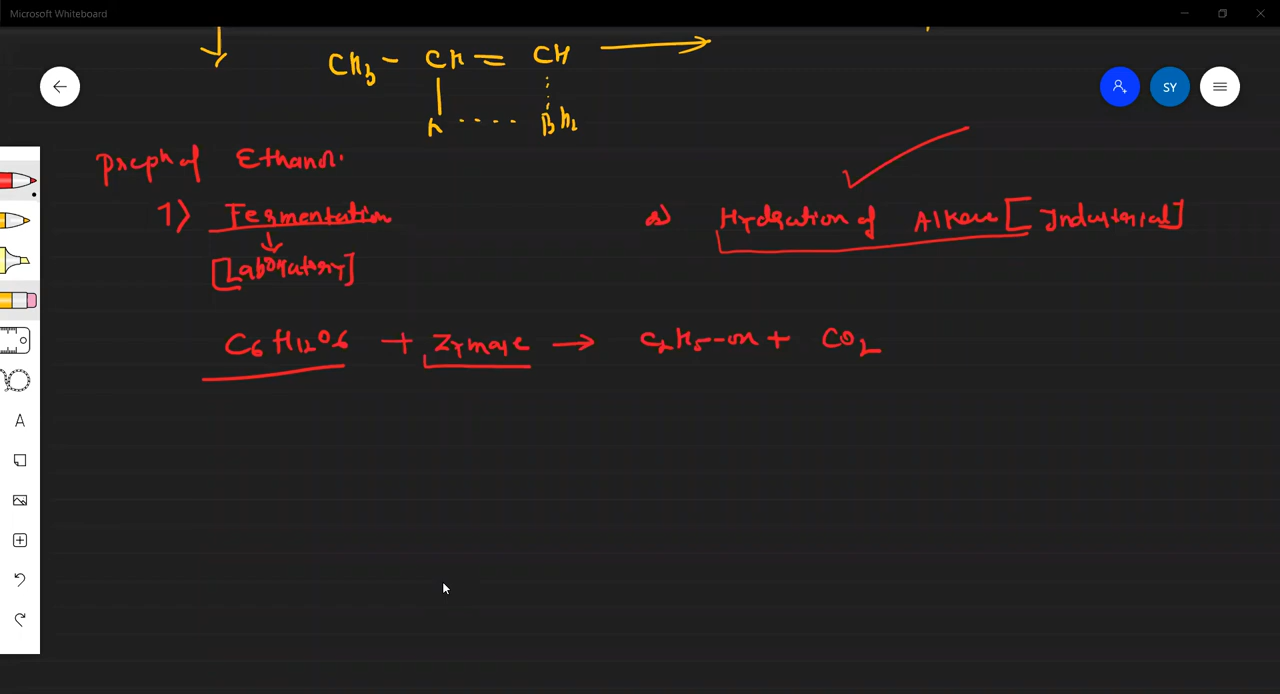 Microsoft Whiteboard
CH3 - CH = CH →
H .... BH2
SY
Prepn of Ethanol.
1) Fermentation
2) Hydration of Alkene [Industrial]
[Laboratory]
C6H12O6 + Zymase → C2H5-OH + CO2
A